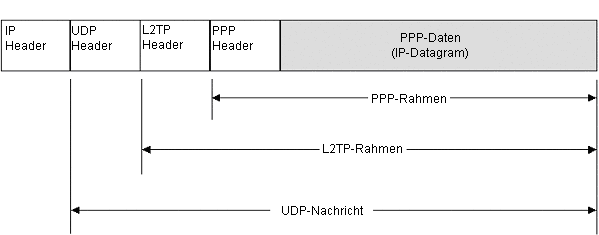 IP
Header
UDP
Header
L2TP
Header
PPP
Header
PPP-Daten
(IP-Datagram)
PPP-Rahmen
L2TP-Rahmen
UDP-Nachricht